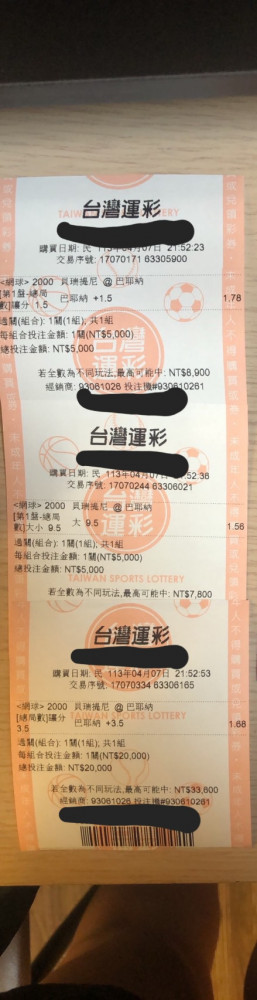 台灣運彩
購買日期: 民 113年04月07日 21:52:23
交易序號: 17070171 63305900
<網球> 2000 貝瑞提尼 @ 巴耶納
[第1盤-總局數]讓分 1.5 巴耶納 +1.5 1.78
過關(組合): 1關(1組), 共1組
每組合投注金額: 1關(NT$5,000)
總投注金額: NT$5,000
若全數為不同玩法,最高可能中: NT$8,900
經銷商: 93061026 投注機#930610261
台灣運彩
購買日期: 民 113年04月07日 21:52:38
交易序號: 17070244 63306021
<網球> 2000 貝瑞提尼 @ 巴耶納
[第1盤-總局數]大小 9.5 大 9.5 1.56
過關(組合): 1關(1組), 共1組
每組合投注金額: 1關(NT$5,000)
總投注金額: NT$5,000
TAIWAN SPORTS LOTTERY
若全數為不同玩法,最高可能中: NT$7,800
台灣運彩
購買日期: 民 113年04月07日 21:52:53
交易序號: 17070334 63306165
<網球> 2000 貝瑞提尼 @ 巴耶納
TAIWAN SPORTS LOTTERY
[總局數]讓分 3.5 巴耶納 +3.5 1.68
過關(組合): 1關(1組), 共1組
每組合投注金額: 1關(NT$20,000)
總投注金額: NT$20,000
若全數為不同玩法,最高可能中: NT$33,600
經銷商: 93061026 投注機#930610261